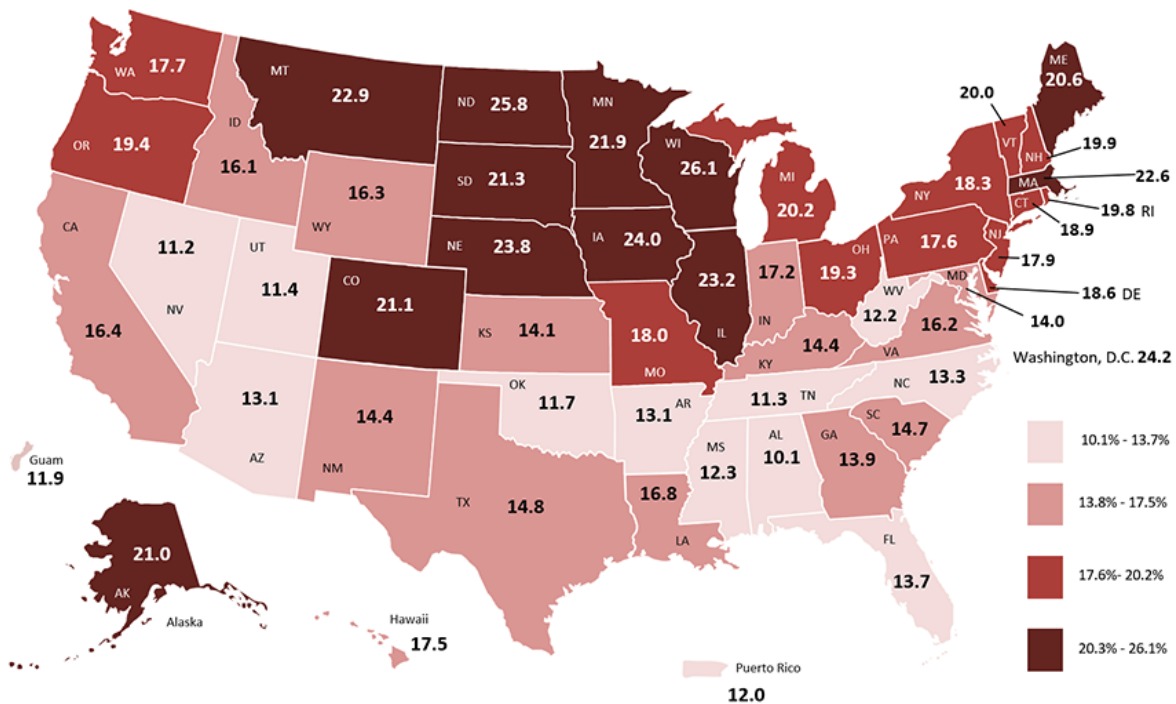 WA 17.7
MT 22.9
ND 25.8
MN 21.9
ME 20.6
20.0
VT
NH
19.9
OR 19.4
ID 16.1
SD 21.3
WI 26.1
MI 20.2
NY 18.3
MA
22.6
WY 16.3
CT
19.8 RI
18.9
CA 16.4
NV 11.2
UT 11.4
NE 23.8
IA 24.0
IL 23.2
IN 17.2
OH 19.3
PA 17.6
NJ
17.9
CO 21.1
KS 14.1
MO 18.0
KY 14.4
WV 12.2
VA 16.2
MD
18.6 DE
14.0
Washington, D.C. 24.2
AZ 13.1
NM 14.4
OK 11.7
AR 13.1
11.3 TN
NC 13.3
SC 14.7
MS 12.3
AL 10.1
GA 13.9
TX 14.8
LA 16.8
FL 13.7
Guam
11.9
21.0
AK
Alaska
Hawaii
17.5
Puerto Rico
12.0
10.1% - 13.7%
13.8% - 17.5%
17.6% - 20.2%
20.3% - 26.1%